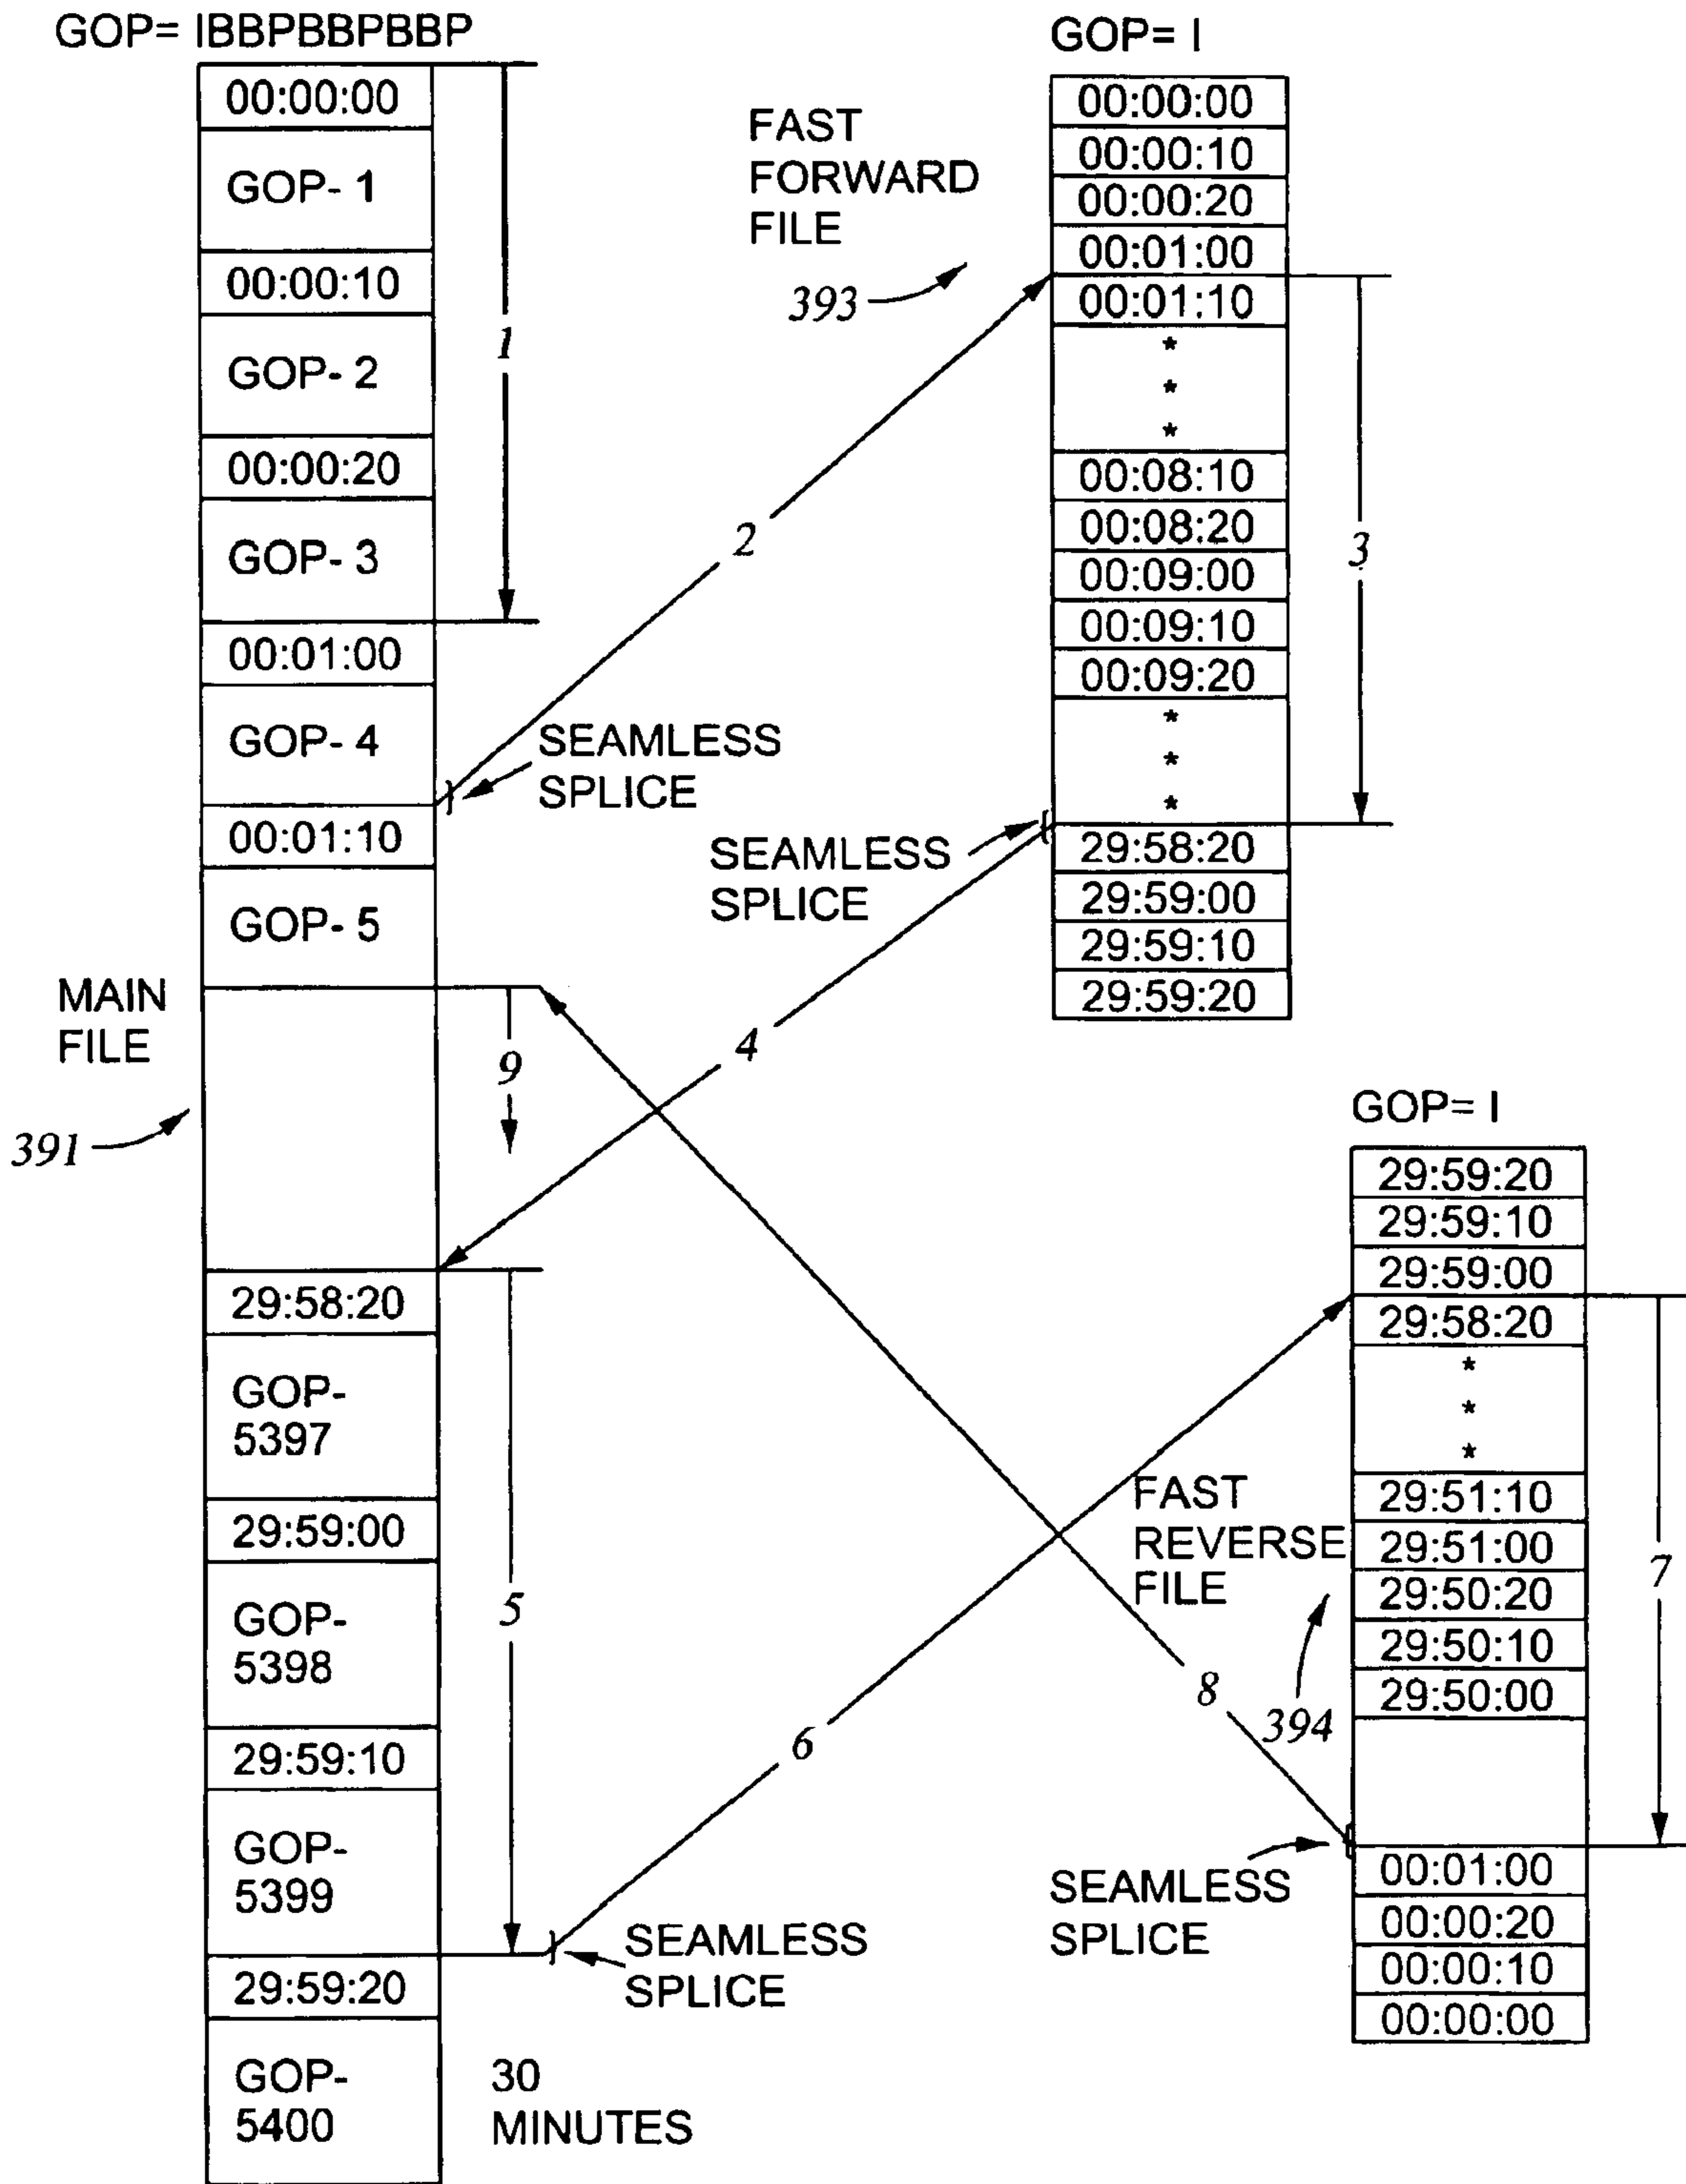 GOP= IBBPBBPBBP
00:00:00
GOP- 1
00:00:10
GOP- 2
00:00:20
GOP- 3
00:01:00
GOP- 4
00:01:10
GOP- 5
MAIN
FILE
391
29:58:20
GOP-
5397
29:59:00
GOP-
5398
29:59:10
GOP-
5399
29:59:20
GOP-
5400
30
MINUTES
1
2
SEAMLESS
SPLICE
FAST
FORWARD
FILE
393
GOP= I
00:00:00
00:00:10
00:00:20
00:01:00
00:01:10
*
*
*
00:08:10
00:08:20
00:09:00
00:09:10
00:09:20
*
*
*
29:58:20
29:59:00
29:59:10
29:59:20
3
SEAMLESS
SPLICE
4
9
5
6
SEAMLESS
SPLICE
GOP= I
29:59:20
29:59:10
29:59:00
29:58:20
*
*
*
29:51:10
29:51:00
29:50:20
29:50:10
29:50:00
00:01:00
00:00:20
00:00:10
00:00:00
FAST
REVERSE
FILE
394
7
8
SEAMLESS
SPLICE